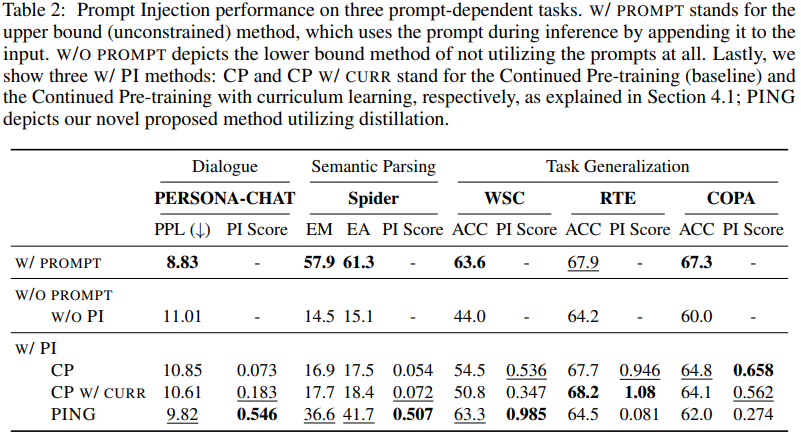 Table 2: Prompt Injection performance on three prompt-dependent tasks. W/ PROMPT stands for the
upper bound (unconstrained) method, which uses the prompt during inference by appending it to the
input. W/O PROMPT depicts the lower bound method of not utilizing the prompts at all. Lastly, we
show three W/ PI methods: CP and CP W/ CURR stand for the Continued Pre-training (baseline) and
the Continued Pre-training with curriculum learning, respectively, as explained in Section 4.1; PING
depicts our novel proposed method utilizing distillation.
Dialogue Semantic Parsing Task Generalization
PERSONA-CHAT Spider WSC RTE COPA
PPL (↓) PI Score EM EA PI Score ACC PI Score ACC PI Score ACC PI Score
W/ PROMPT 8.83 - 57.9 61.3 - 63.6 - 67.9 - 67.3 -
W/O PROMPT
W/O PI 11.01 - 14.5 15.1 - 44.0 - 64.2 - 60.0 -
W/ PI
CP 10.85 0.073 16.9 17.5 0.054 54.5 0.536 67.7 0.946 64.8 0.658
CP W/ CURR 10.61 0.183 17.7 18.4 0.072 50.8 0.347 68.2 1.08 64.1 0.562
PING 9.82 0.546 36.6 41.7 0.507 63.3 0.985 64.5 0.081 62.0 0.274